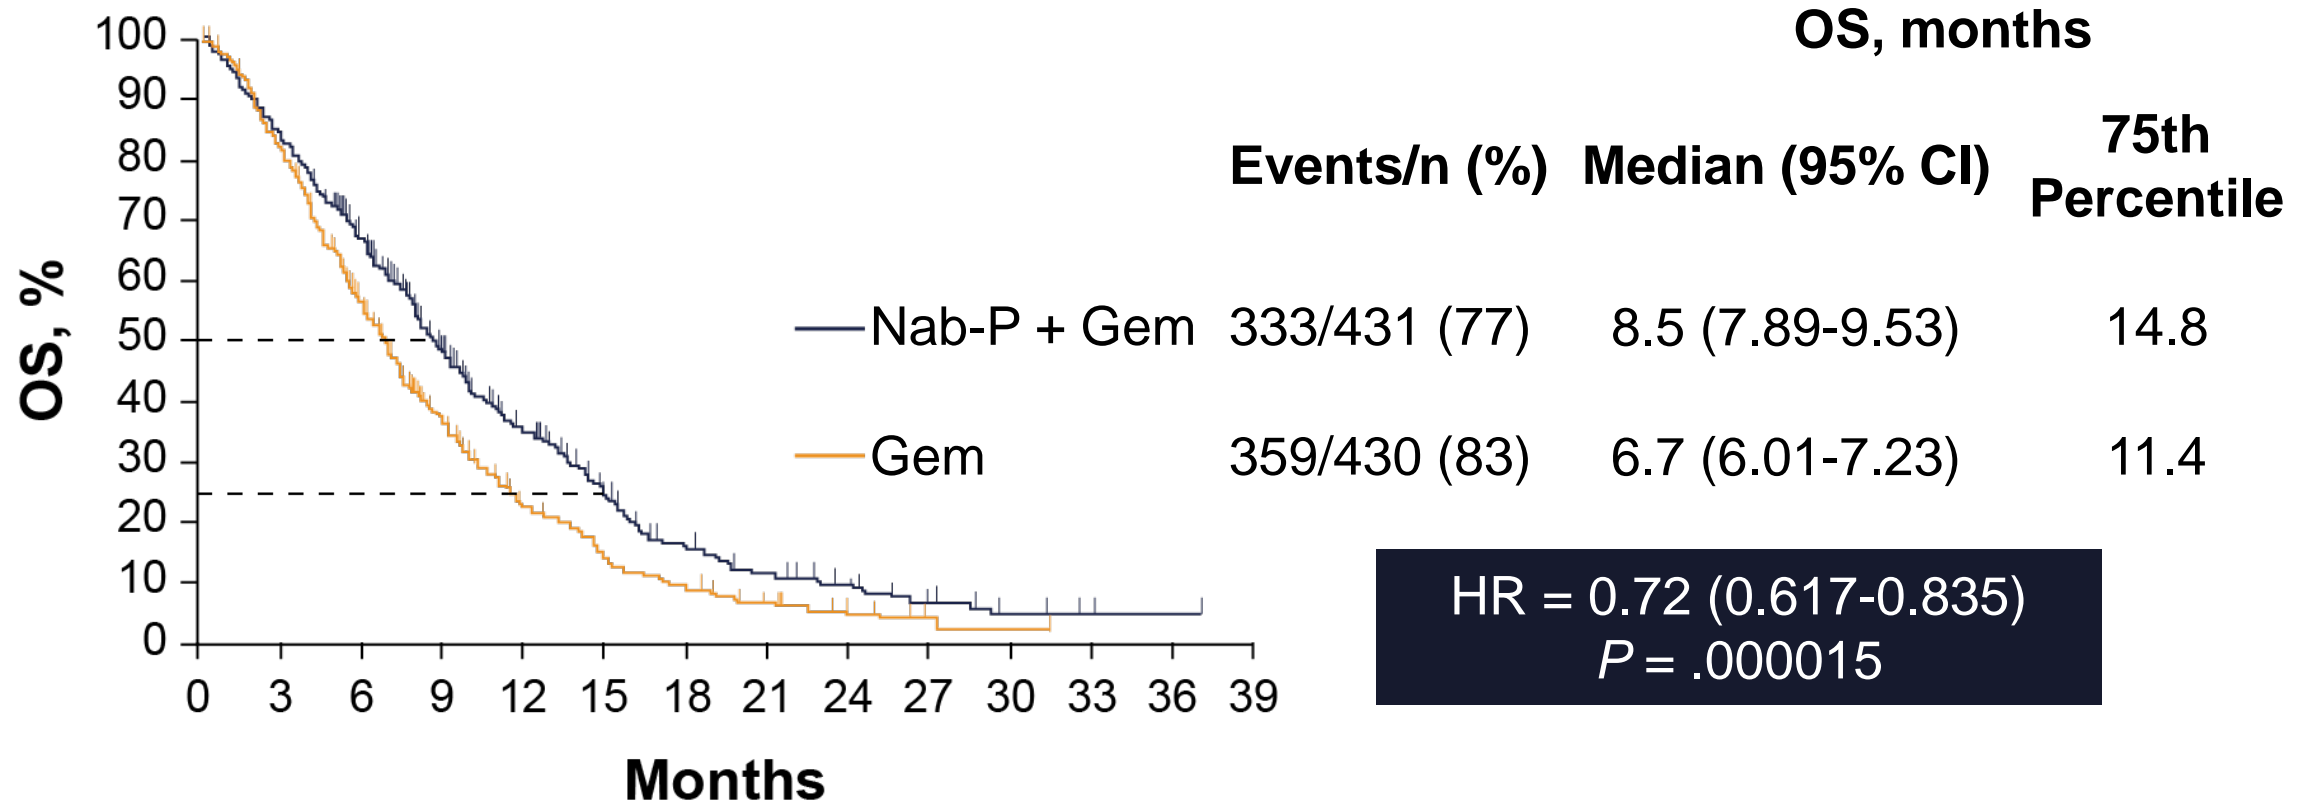 OS, months
Events/n (%) Median (95% CI) 75th
Percentile
Nab-P + Gem 333/431 (77) 8.5 (7.89-9.53) 14.8
Gem 359/430 (83) 6.7 (6.01-7.23) 11.4
HR = 0.72 (0.617-0.835)
P = .000015
OS, %
100
90
80
70
60
50
40
30
20
10
0
0 3 6 9 12 15 18 21 24 27 30 33 36 39
Months